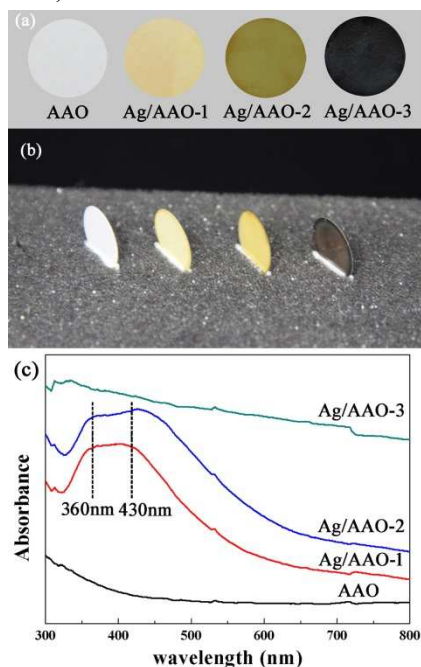 (a)
AAO Ag/AAO-1 Ag/AAO-2 Ag/AAO-3
(b)
(c)
Ag/AAO-3
360nm 430nm
Ag/AAO-2
Ag/AAO-1
AAO
Absorbance
300 400 500 600 700 800
wavelength (nm)